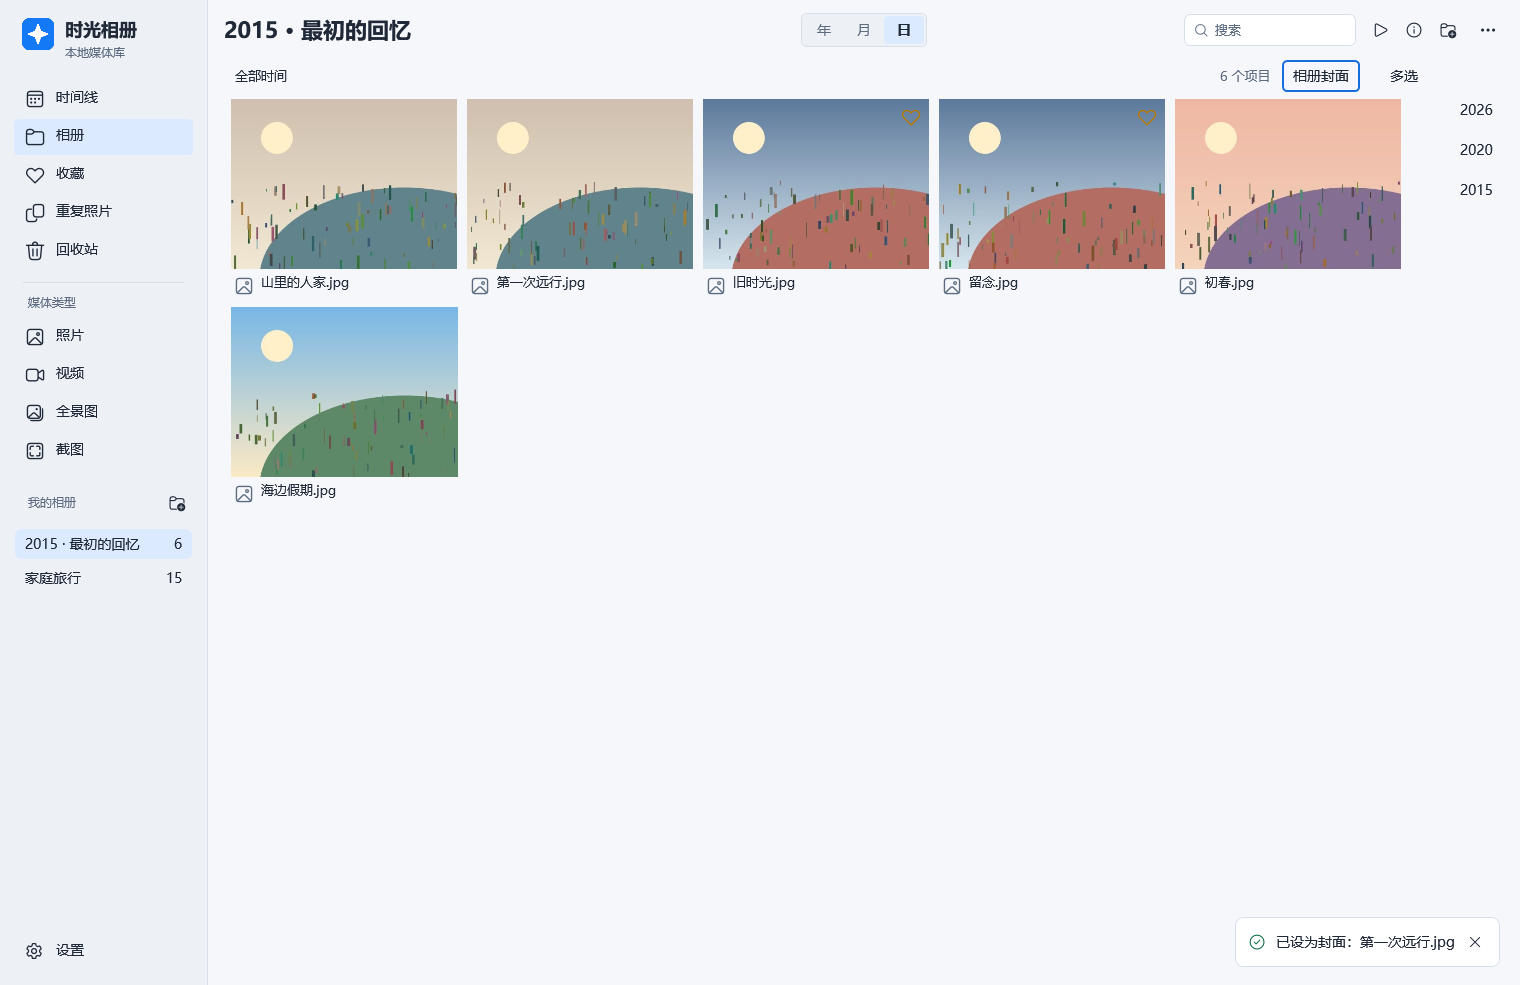 时光相册
本地媒体库
时间线
相册
收藏
重复照片
回收站
媒体类型
照片
视频
全景图
截图
我的相册
2015 · 最初的回忆 6
家庭旅行 15
设置
2015 • 最初的回忆
年 月 日
搜索
全部时间
6 个项目 相册封面 多选
山里的人家.jpg
第一次远行.jpg
旧时光.jpg
留念.jpg
初春.jpg
海边假期.jpg
2026
2020
2015
已设为封面：第一次远行.jpg